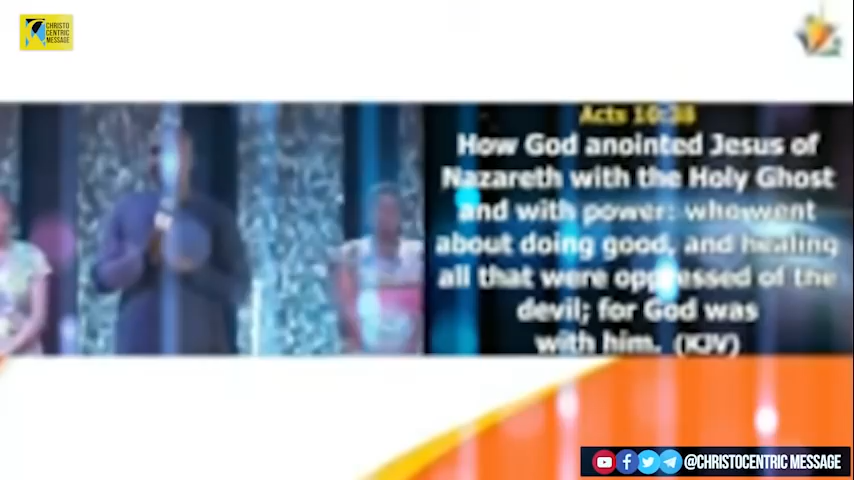 CHRISTO
CENTRIC
MESSAGE
Acts 10:38
How God anointed Jesus of
Nazareth with the Holy Ghost
and with power: who went
about doing good, and healing
all that were oppressed of the
devil; for God was
with him. (KJV)
@CHRISTOCENTRIC MESSAGE